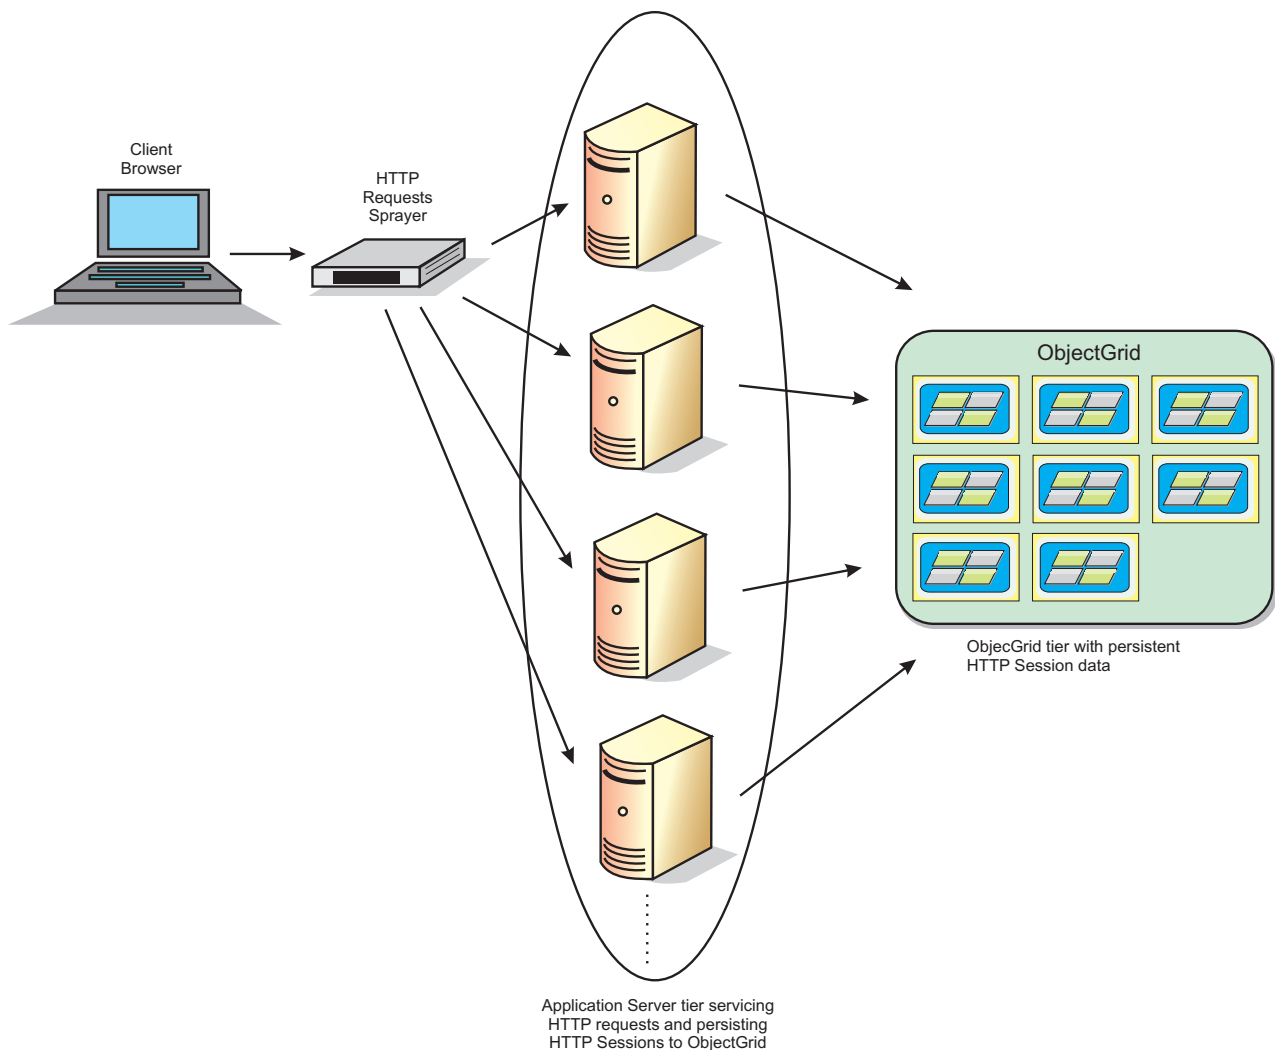 Client
Browser
HTTP
Requests
Sprayer
ObjectGrid
ObjecGrid tier with persistent
HTTP Session data
Application Server tier servicing
HTTP requests and persisting
HTTP Sessions to ObjectGrid